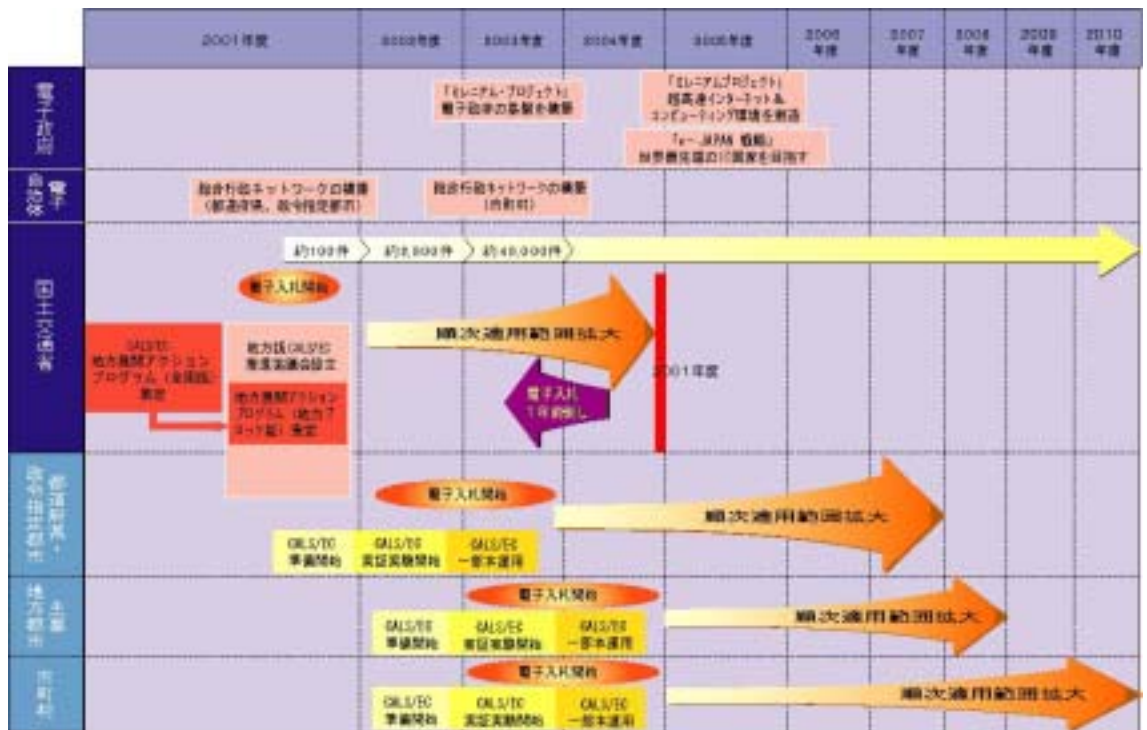 2001年度
2002年度
2003年度
2004年度
2005年度
2006
年度
2007
年度
2008
年度
2009
年度
2010
年度
電子政府
「ミレニアム・プロジェクト」
電子政府の基盤を構築
「ミレニアムプロジェクト」
超高速インターネット&
コンピューティング環境を創造
「e-JAPAN 戦略」
世界最先端のIT国家を目指す
電子
自治体
総合行政ネットワークの構築
(都道府県、政令指定都市)
総合行政ネットワークの構築
(市町村)
国土交通省
約100件
約40,000件
電子入札開始
順次適用範囲拡大
CALS/EC
地方展開アクション
プログラム(全国版)
策定
地方版CALS/EC
推進協議会設立
地方展開アクション
プログラム(地方ブ
ロック版)策定
電子入札
1年前倒し
2001年度
都道府県・
政令指定都市
電子入札開始
順次適用範囲拡大
CALS/EC
準備開始
CALS/EC
実証実験開始
CALS/EC
一部本運用
主要
地方都市
電子入札開始
順次適用範囲拡大
CALS/EC
準備開始
CALS/EC
実証実験開始
CALS/EC
一部本運用
市町村
電子入札開始
順次適用範囲拡大
CALS/EC
準備開始
CALS/EC
実証実験開始
CALS/EC
一部本運用